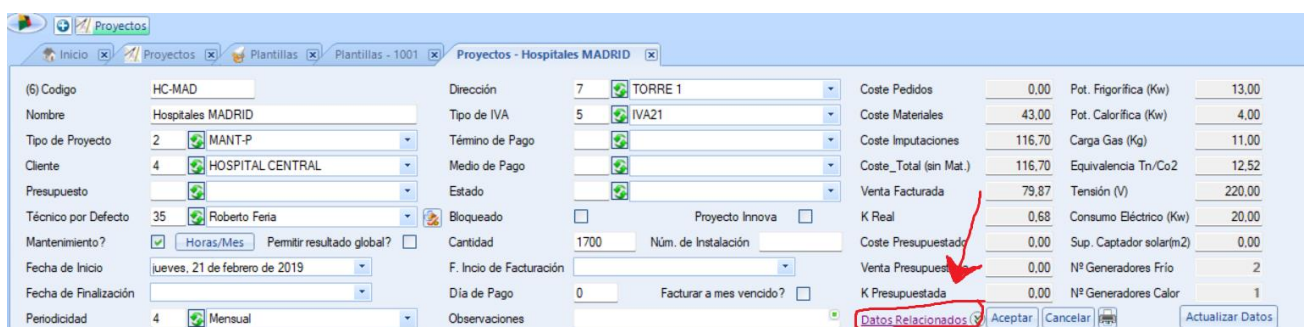 Proyectos
Inicio Proyectos Plantillas Plantillas - 1001 Proyectos - Hospitales MADRID
(6) Codigo HC-MAD Dirección 7 TORRE 1 Coste Pedidos 0,00 Pot. Frigorífica (Kw) 13,00
Nombre Hospitales MADRID Tipo de IVA 5 IVA21 Coste Materiales 43,00 Pot. Calorífica (Kw) 4,00
Tipo de Proyecto 2 MANT-P Término de Pago Coste Imputaciones 116,70 Carga Gas (Kg) 11,00
Cliente 4 HOSPITAL CENTRAL Medio de Pago Coste_Total (sin Mat.) 116,70 Equivalencia Tn/Co2 12,52
Presupuesto Estado Venta Facturada 79,87 Tensión (V) 220,00
Técnico por Defecto 35 Roberto Feria Bloqueado Proyecto Innova K Real 0,68 Consumo Eléctrico (Kw) 20,00
Mantenimiento? Horas/Mes Permitir resultado global? Cantidad 1700 Núm. de Instalación Coste Presupuestado 0,00 Sup. Captador solar(m2) 0,00
Fecha de Inicio jueves, 21 de febrero de 2019 F. Incio de Facturación Venta Presupuestada 0,00 Nº Generadores Frío 2
Fecha de Finalización Día de Pago 0 Facturar a mes vencido? K Presupuestada 0,00 Nº Generadores Calor 1
Periodicidad 4 Mensual Observaciones Datos Relacionados Aceptar Cancelar Actualizar Datos